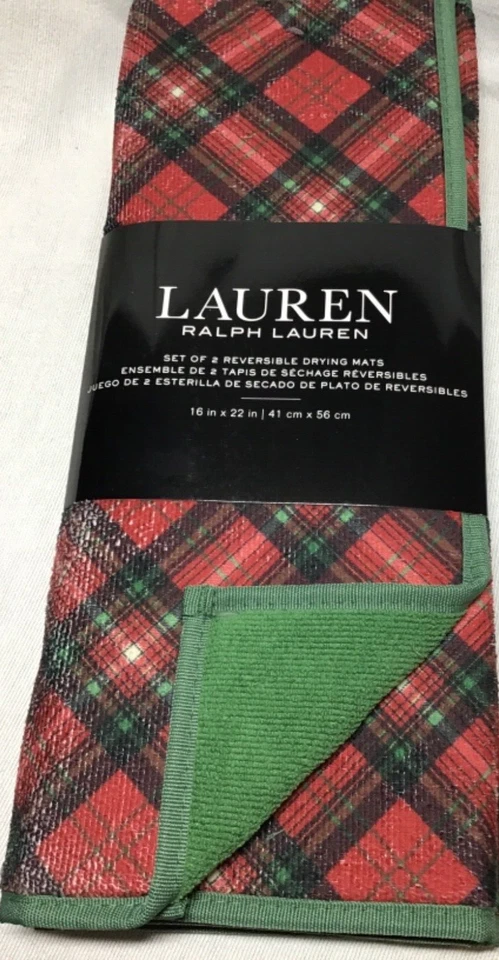 LAUREN
RALPH LAUREN
SET OF 2 REVERSIBLE DRYING MATS
ENSEMBLE DE 2 TAPIS DE SÉCHAGE RÉVERSIBLES
JUEGO DE 2 ESTERILLA DE SECADO DE PLATO DE REVERSIBLES
16 in x 22 in | 41 cm x 56 cm